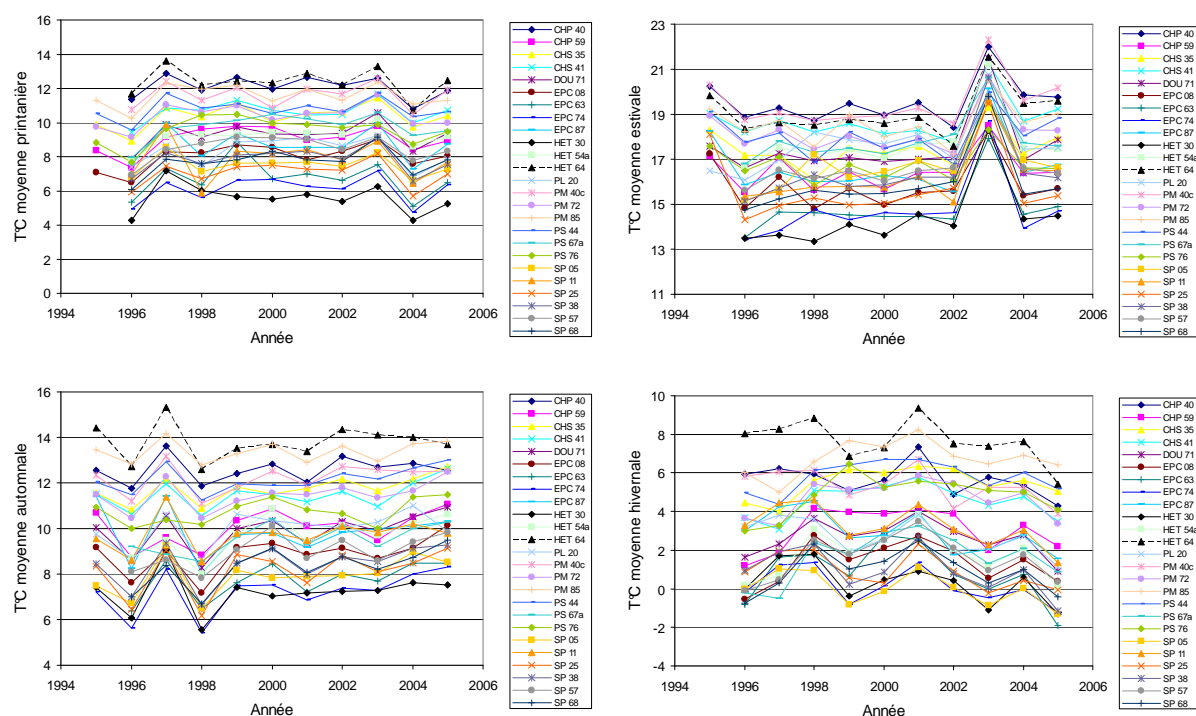 T°C moyenne printanière
16
14
12
10
8
6
4
2
0
1994 1996 1998 2000 2002 2004 2006
Année
CHP 40
CHP 59
CHS 35
CHS 41
DOU 71
EPC 08
EPC 63
EPC 74
EPC 87
HET 30
HET 54a
HET 64
PL 20
PM 40c
PM 72
PM 85
PS 44
PS 67a
PS 76
SP 05
SP 11
SP 25
SP 38
SP 57
SP 68
T°C moyenne estivale
23
21
19
17
15
13
11
1994 1996 1998 2000 2002 2004 2006
Année
CHP 40
CHP 59
CHS 35
CHS 41
DOU 71
EPC 08
EPC 63
EPC 74
EPC 87
HET 30
HET 54a
HET 64
PL 20
PM 40c
PM 72
PM 85
PS 44
PS 67a
PS 76
SP 05
SP 11
SP 25
SP 38
SP 57
SP 68
T°C moyenne automnale
16
14
12
10
8
6
4
1994 1996 1998 2000 2002 2004 2006
Année
CHP 40
CHP 59
CHS 35
CHS 41
DOU 71
EPC 08
EPC 63
EPC 74
EPC 87
HET 30
HET 54a
HET 64
PL 20
PM 40c
PM 72
PM 85
PS 44
PS 67a
PS 76
SP 05
SP 11
SP 25
SP 38
SP 57
SP 68
T°C moyenne hivernale
10
8
6
4
2
0
-2
-4
1994 1996 1998 2000 2002 2004 2006
Année
CHP 40
CHP 59
CHS 35
CHS 41
DOU 71
EPC 08
EPC 63
EPC 74
EPC 87
HET 30
HET 54a
HET 64
PL 20
PM 40c
PM 72
PM 85
PS 44
PS 67a
PS 76
SP 05
SP 11
SP 25
SP 38
SP 57
SP 68